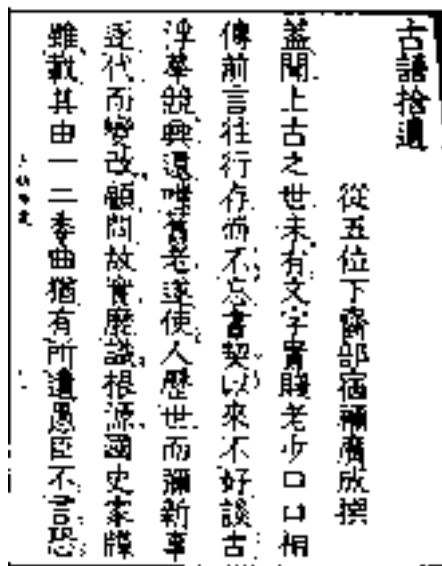 古語拾遺
從五位下齋部宿禰廣成撰
蓋聞上古之世未有文字貴賤老少口口相
傳前言往行存而不忘書契以來不好談古
浮華競興還嗤舊老遂使人歷世而彌新事
逐代而變改顧問故實靡識根源國史家牒
雖載其由一二委曲猶有所遺愚臣不言恐